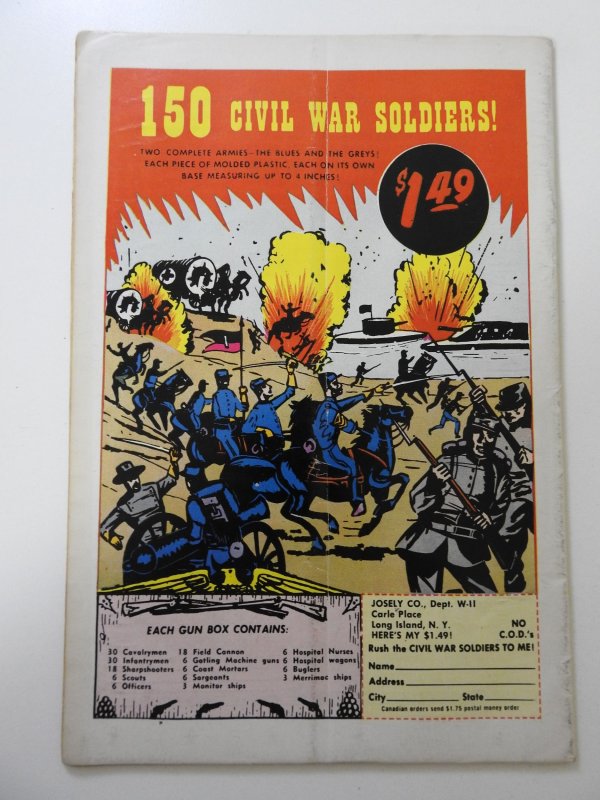 150 CIVIL WAR SOLDIERS!
TWO COMPLETE ARMIES—THE BLUES AND THE GREYS!
EACH PIECE OF MOLDED PLASTIC, EACH ON ITS OWN
BASE MEASURING UP TO 4 INCHES!
$1.49
EACH GUN BOX CONTAINS:
30 Cavalrymen 18 Field Cannon 6 Hospital Nurses
30 Infantrymen 6 Gatling Machine guns 6 Hospital wagons
18 Sharpshooters 6 Coast Mortars 6 Buglers
6 Scouts 6 Sergeants 3 Merrimac ships
6 Officers 3 Monitor ships
JOSELY CO., Dept. W-11
Carle Place
Long Island, N. Y. NO
HERE'S MY $1.49! C.O.D.'s
Rush the CIVIL WAR SOLDIERS TO ME!
Name
Address
City State
Canadian orders send $1.75 postal money order